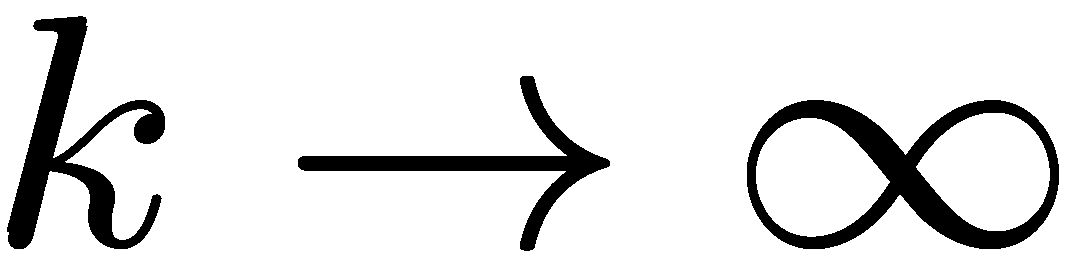 k → ∞